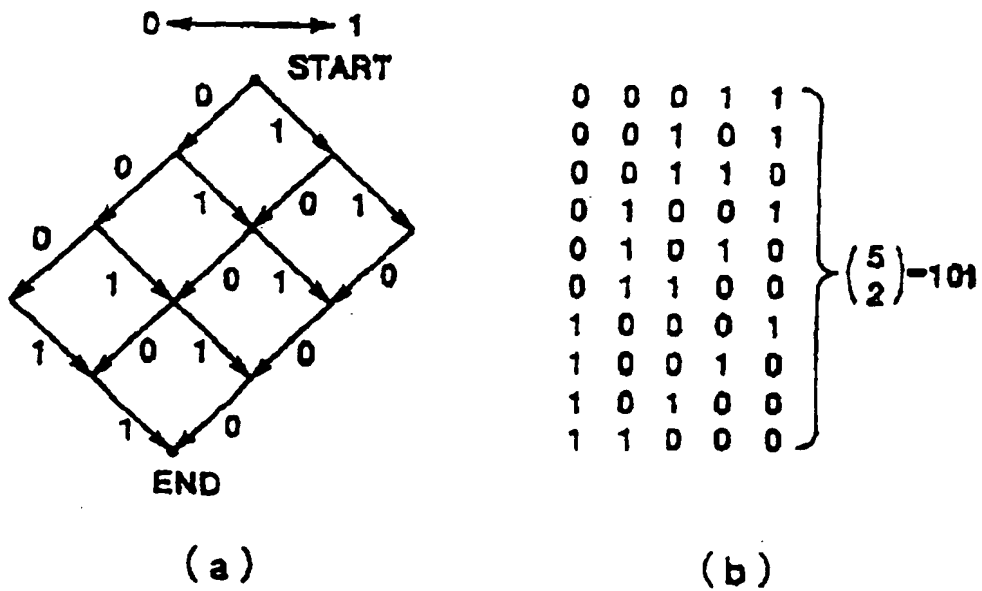 0 1
START
0 1
0 1 0 1
0 1 0 1 0
1 0 1 0
1 0
END
(a)
0 0 0 1 1
0 0 1 0 1
0 0 1 1 0
0 1 0 0 1
0 1 0 1 0
0 1 1 0 0
1 0 0 0 1
1 0 0 1 0
1 0 1 0 0
1 1 0 0 0
(5 2)=101
(b)